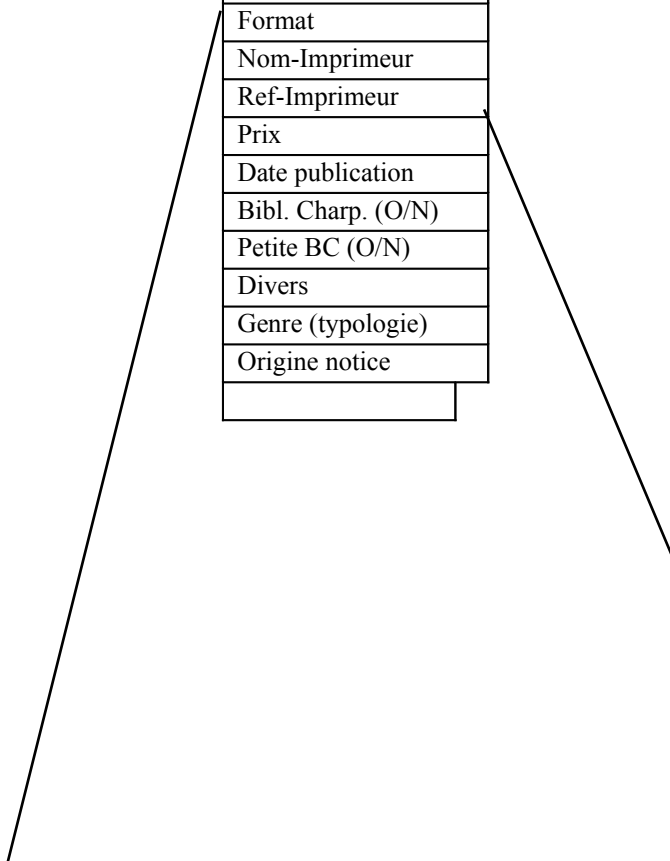 Format
Nom-Imprimeur
Ref-Imprimeur
Prix
Date publication
Bibl. Charp. (O/N)
Petite BC (O/N)
Divers
Genre (typologie)
Origine notice